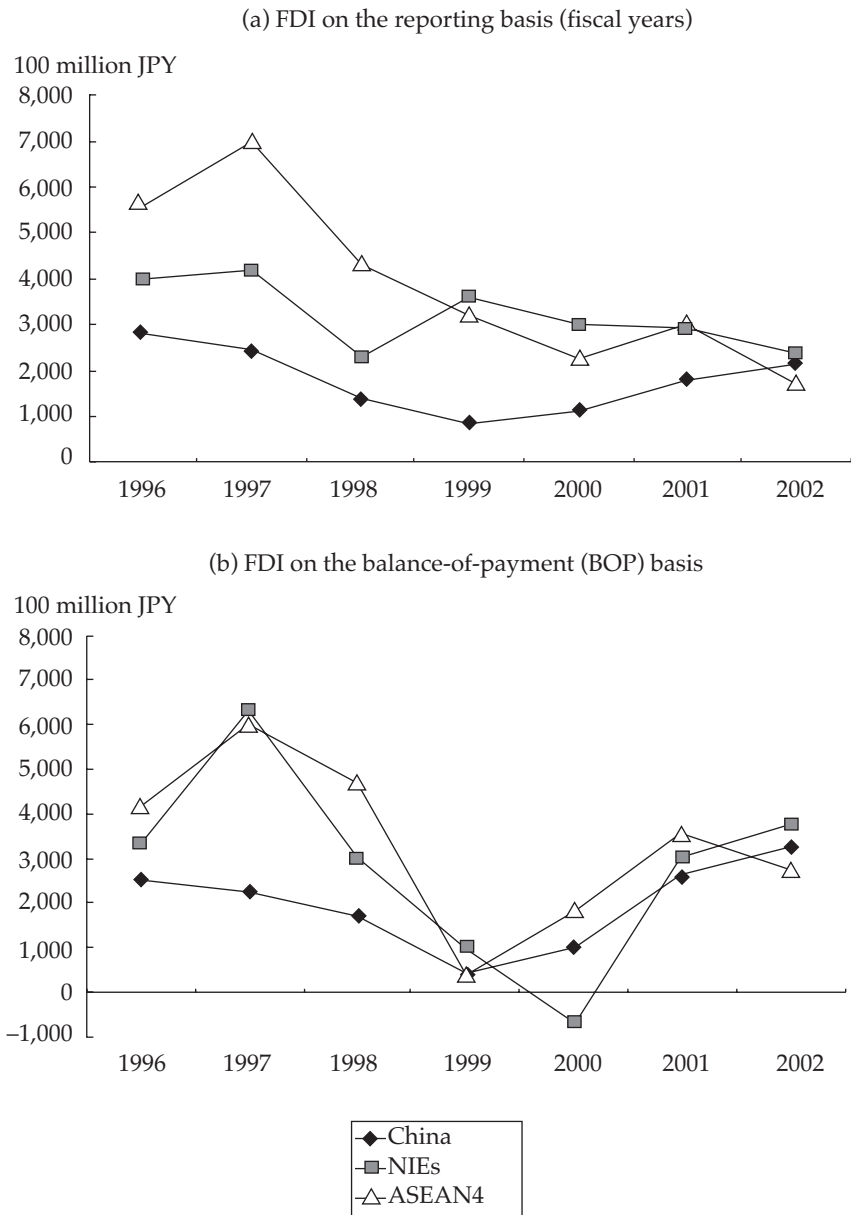 (a) FDI on the reporting basis (fiscal years)
100 million JPY
8,000
7,000
6,000
5,000
4,000
3,000
2,000
1,000
0
1996 1997 1998 1999 2000 2001 2002
(b) FDI on the balance-of-payment (BOP) basis
100 million JPY
8,000
7,000
6,000
5,000
4,000
3,000
2,000
1,000
0
–1,000
1996 1997 1998 1999 2000 2001 2002
China
NIEs
ASEAN4